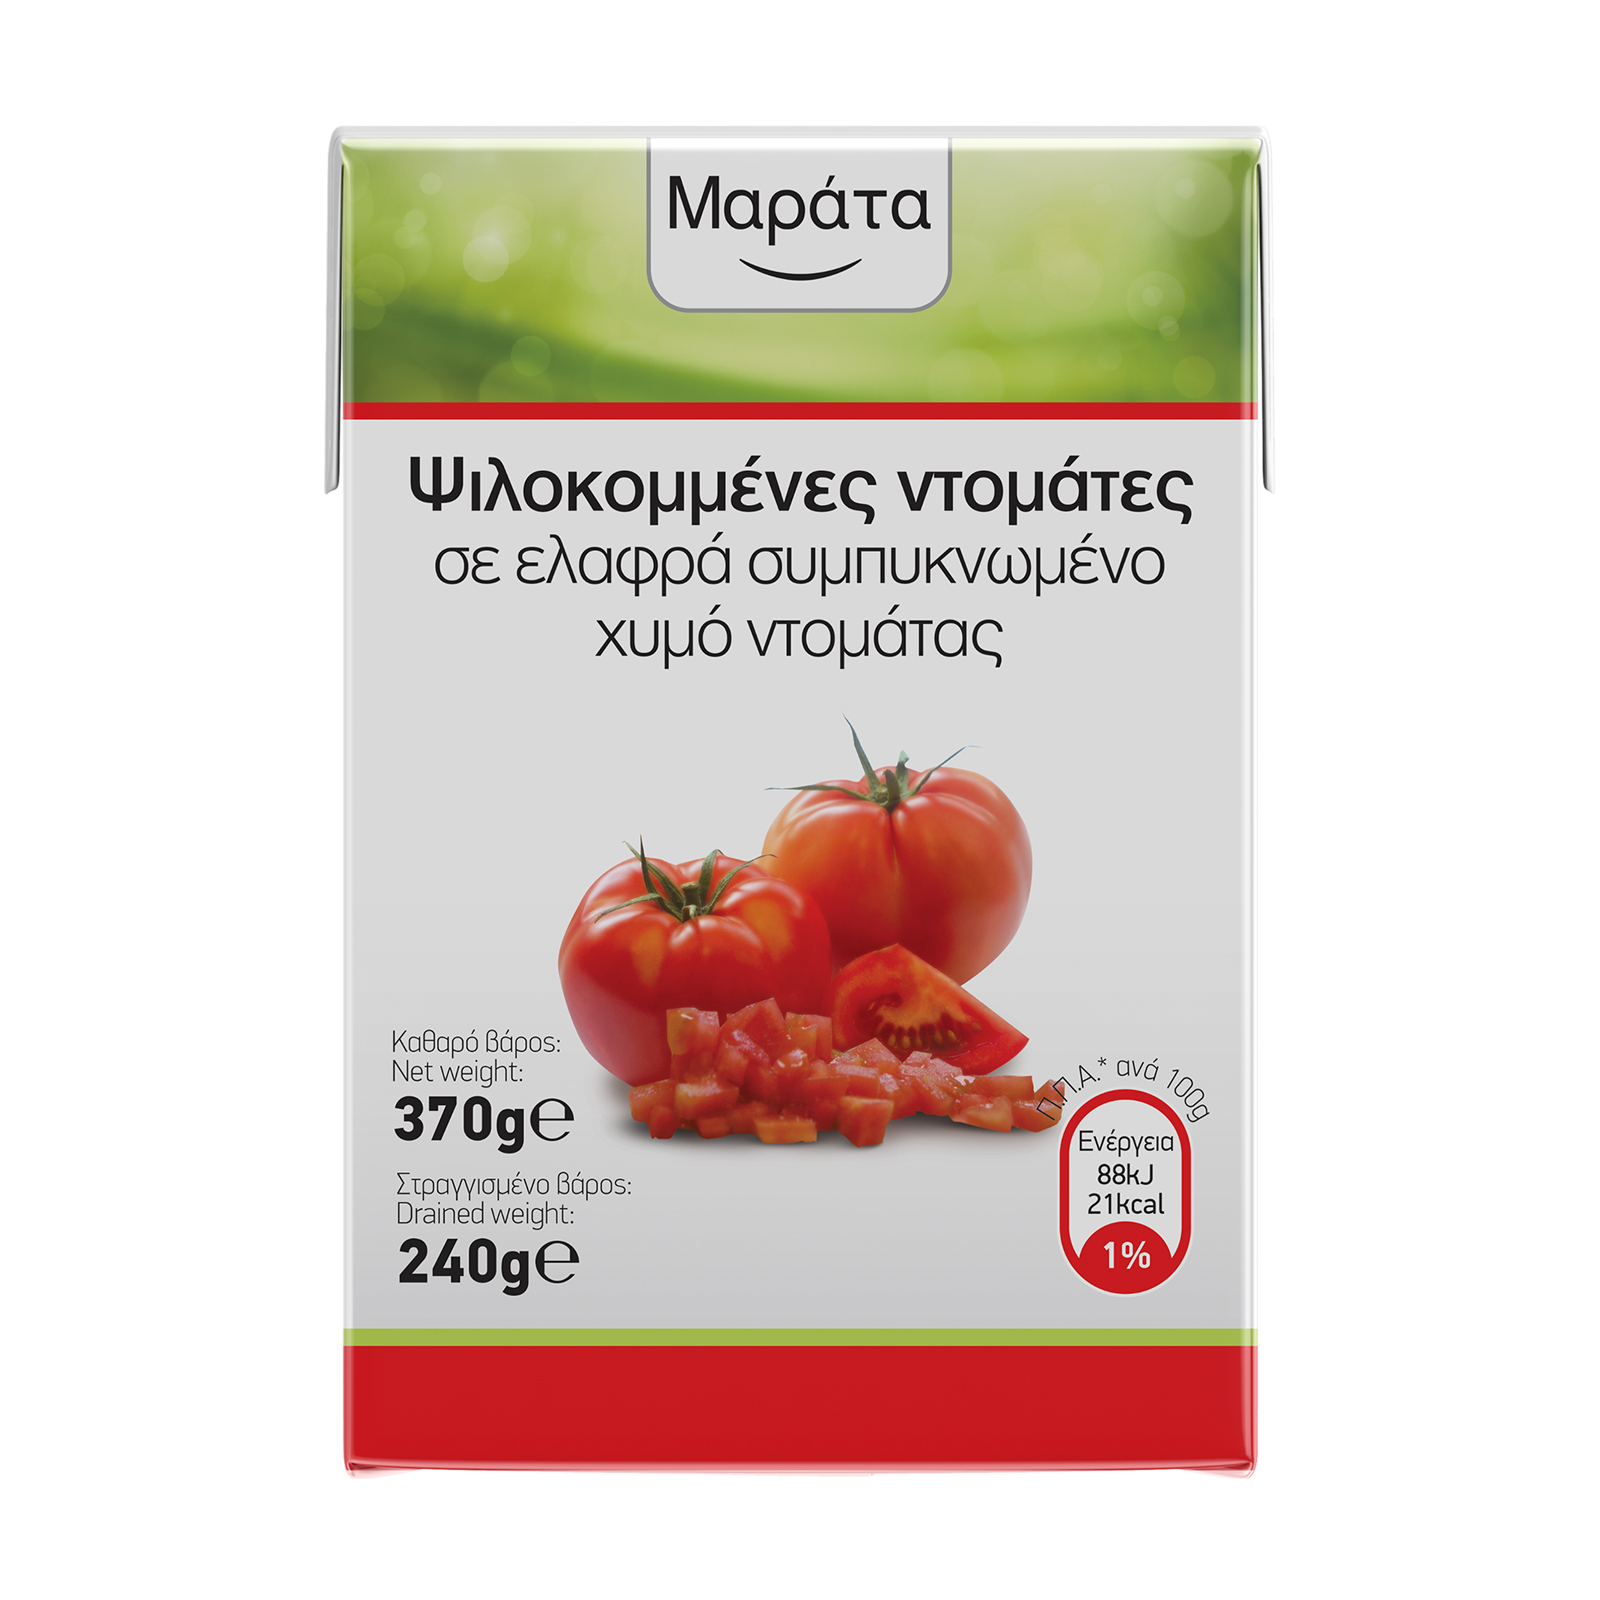 Μαράτα
Ψιλοκομμένες ντομάτες
σε ελαφρά συμπυκνωμένο
χυμό ντομάτας
Καθαρό βάρος:
Net weight:
370g℮
Στραγγισμένο βάρος:
Drained weight:
240g℮
Π.Π.Α.* ανά 100g
Ενέργεια
88kJ
21kcal
1%